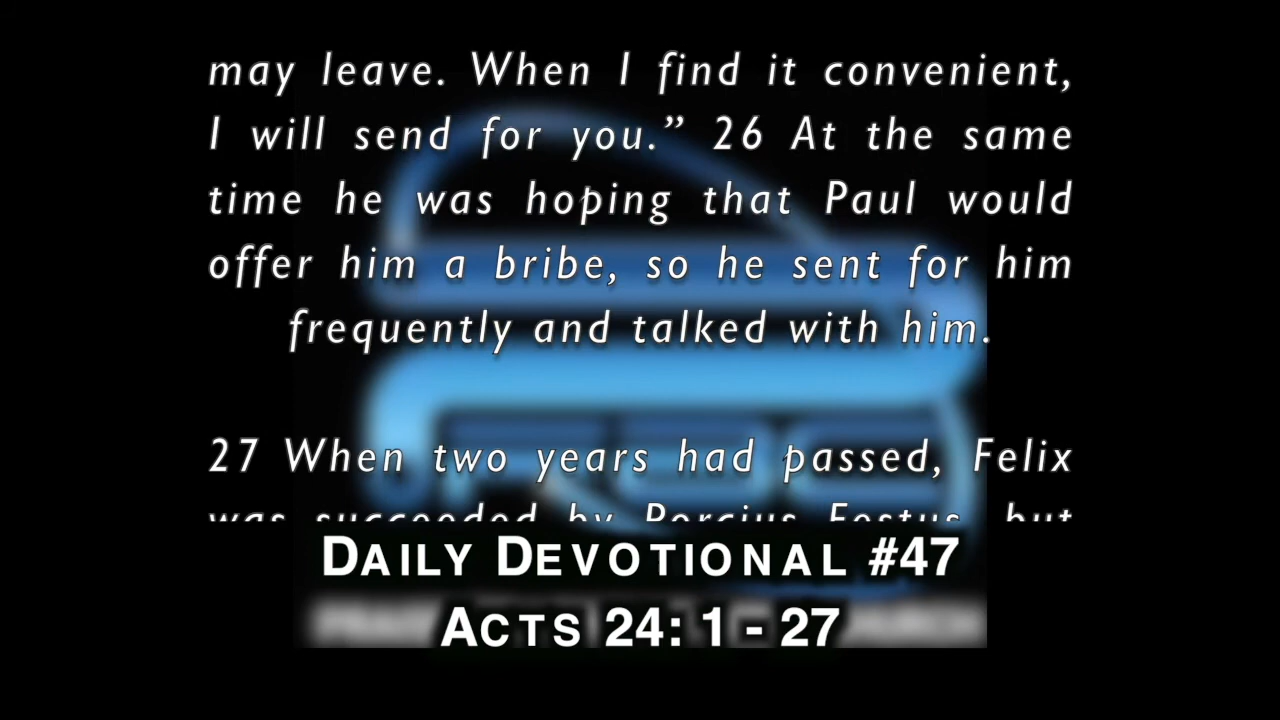 may leave. When I find it convenient,
I will send for you.” 26 At the same
time he was hoping that Paul would
offer him a bribe, so he sent for him
frequently and talked with him.
27 When two years had passed, Felix
was succeeded by Porcius Festus, but
DAILY DEVOTIONAL #47
ACTS 24: 1 - 27